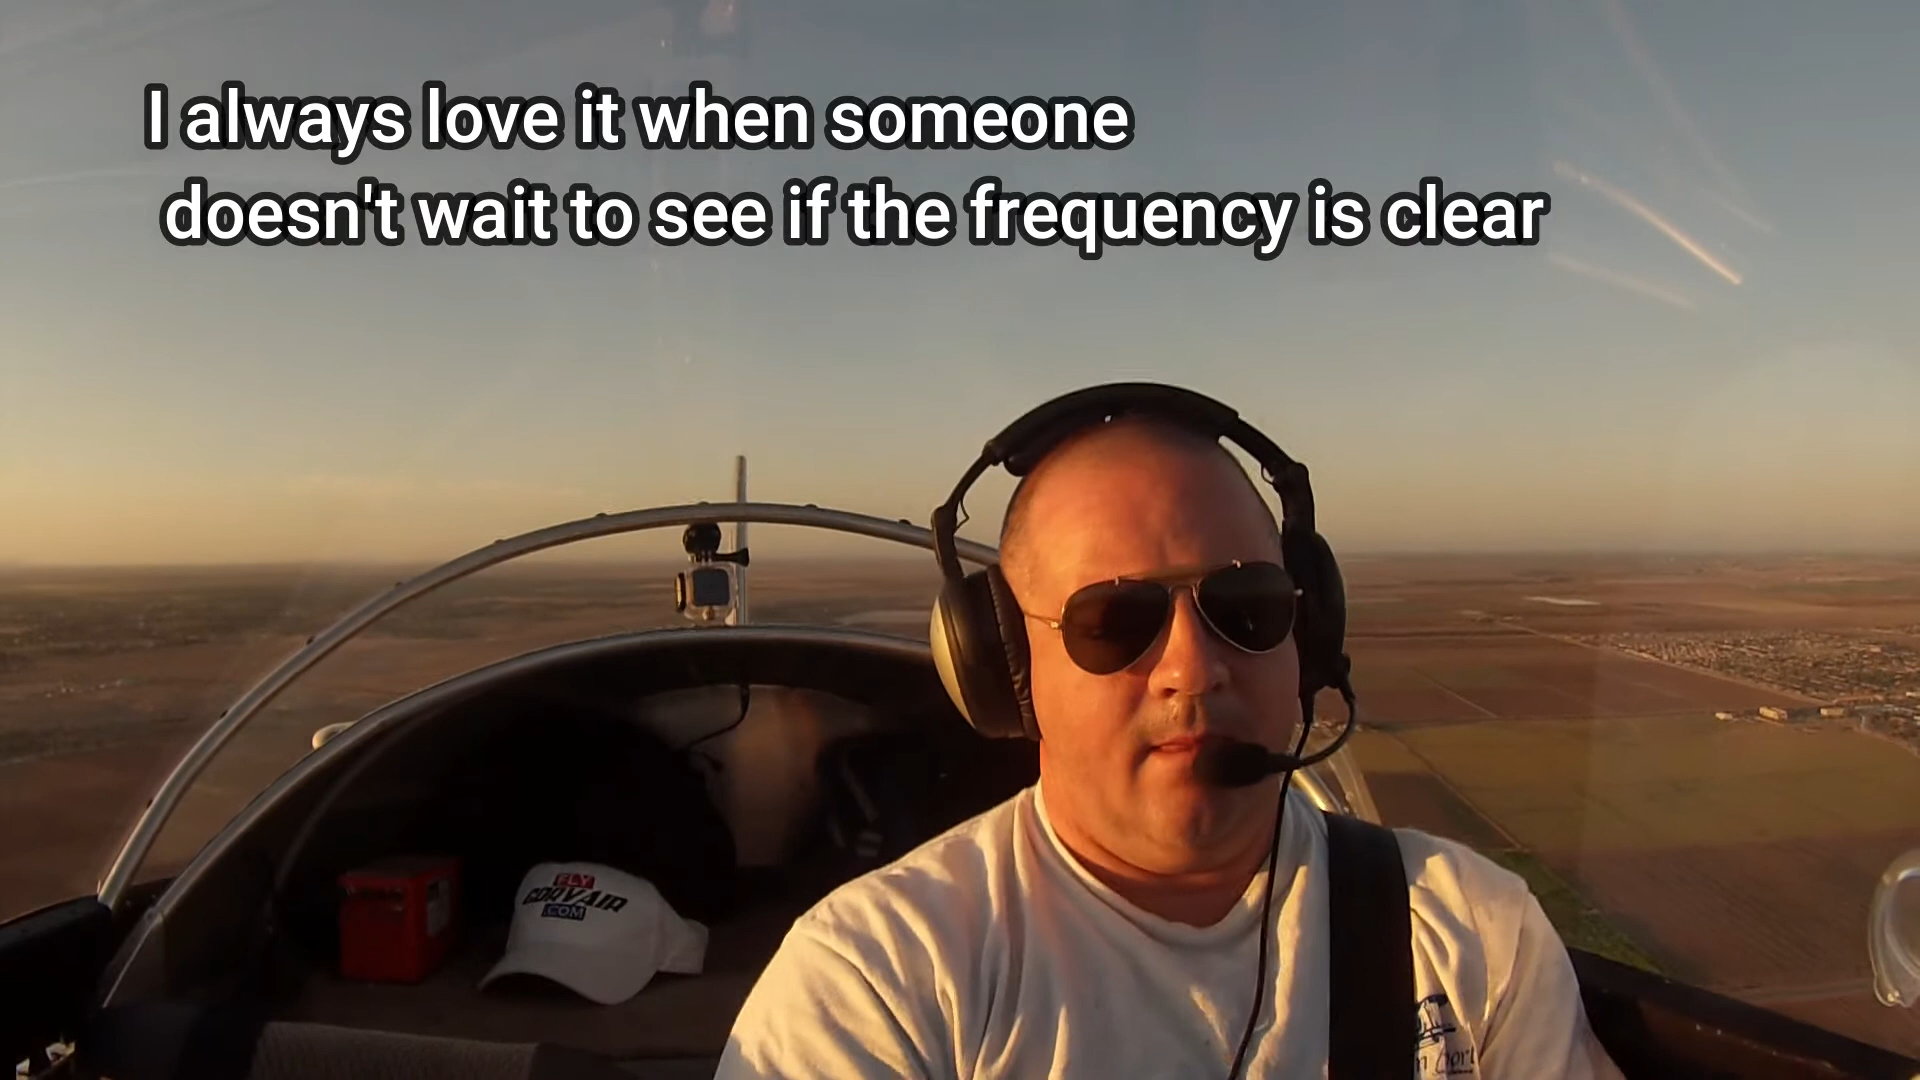 I always love it when someone
doesn't wait to see if the frequency is clear
FLY
CORVAIR
.COM